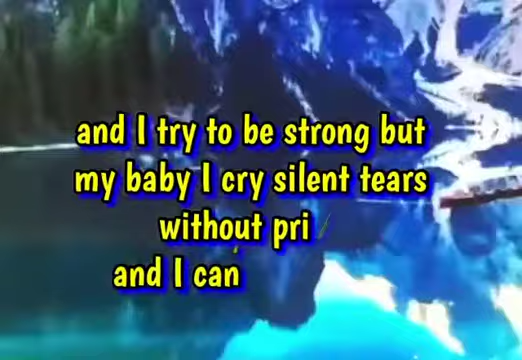 and I try to be strong but
my baby I cry silent tears
without pri
and I can